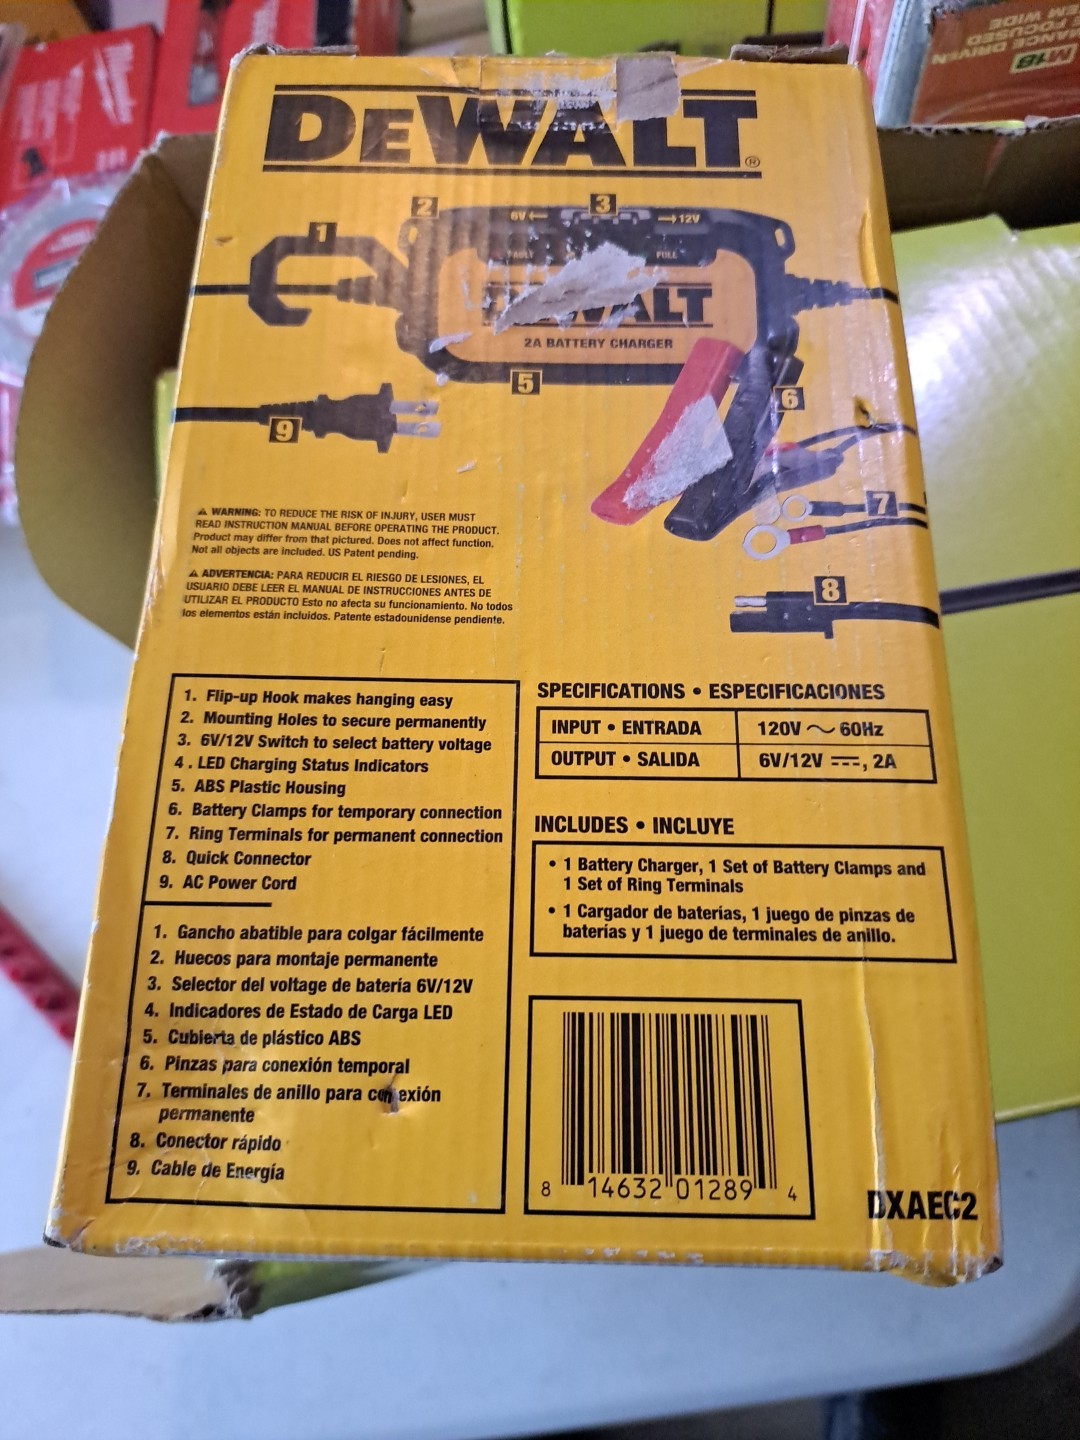 DEWALT®
1
2
3
6V
12V
FAULT
FULL
DEWALT
2A BATTERY CHARGER
5
6
9
7
8
⚠ WARNING: TO REDUCE THE RISK OF INJURY, USER MUST
READ INSTRUCTION MANUAL BEFORE OPERATING THE PRODUCT.
Product may differ from that pictured. Does not affect function.
Not all objects are included. US Patent pending.
⚠ ADVERTENCIA: PARA REDUCIR EL RIESGO DE LESIONES, EL
USUARIO DEBE LEER EL MANUAL DE INSTRUCCIONES ANTES DE
UTILIZAR EL PRODUCTO Esto no afecta su funcionamiento. No todos
los elementos están incluidos. Patente estadounidense pendiente.
1. Flip-up Hook makes hanging easy
2. Mounting Holes to secure permanently
3. 6V/12V Switch to select battery voltage
4 . LED Charging Status Indicators
5. ABS Plastic Housing
6. Battery Clamps for temporary connection
7. Ring Terminals for permanent connection
8. Quick Connector
9. AC Power Cord
1. Gancho abatible para colgar fácilmente
2. Huecos para montaje permanente
3. Selector del voltage de batería 6V/12V
4. Indicadores de Estado de Carga LED
5. Cubierta de plástico ABS
6. Pinzas para conexión temporal
7. Terminales de anillo para conexión
permanente
8. Conector rápido
9. Cable de Energía
SPECIFICATIONS • ESPECIFICACIONES
INPUT • ENTRADA 120V ～ 60Hz
OUTPUT • SALIDA 6V/12V ⎓, 2A
INCLUDES • INCLUYE
• 1 Battery Charger, 1 Set of Battery Clamps and
1 Set of Ring Terminals
• 1 Cargador de baterías, 1 juego de pinzas de
baterías y 1 juego de terminales de anillo.
8 14632 01289 4
DXAEC2
Milwaukee
M18
DRIVEN
FOCUSED
WIDE